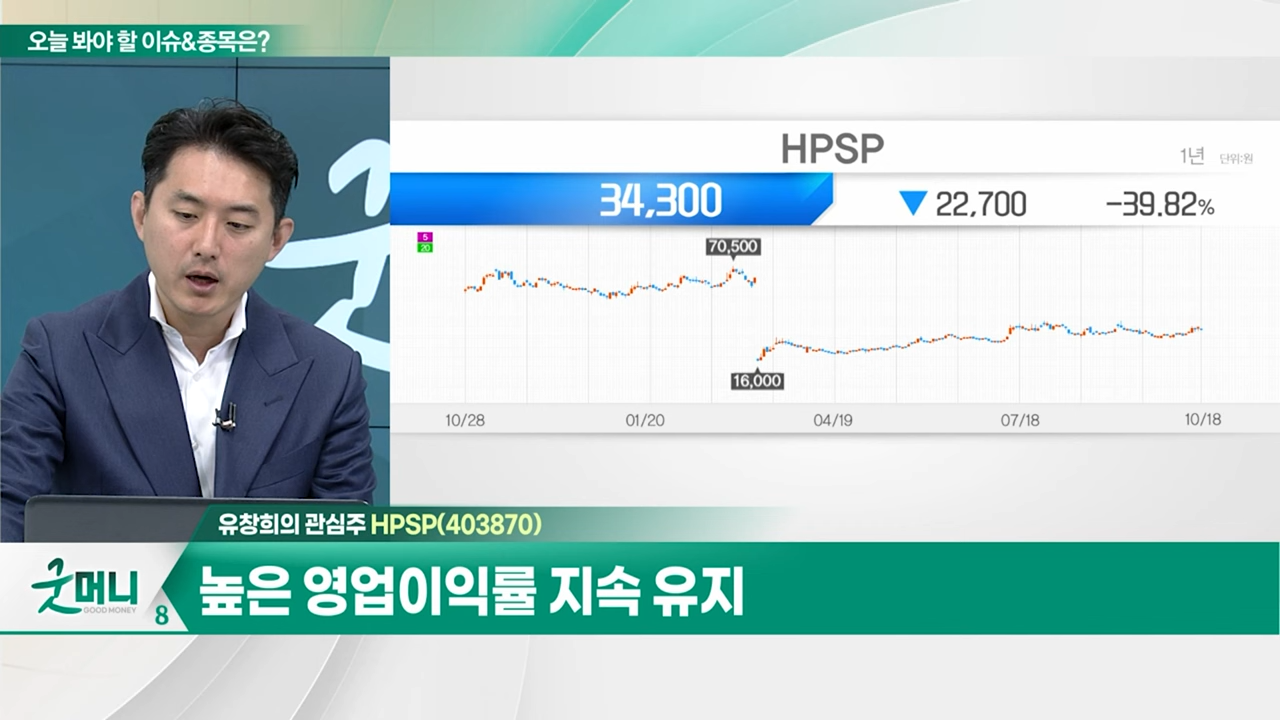 오늘 봐야 할 이슈&종목은?
HPSP
1년 단위:원
34,300 ▼ 22,700 -39.82%
5
20
70,500
16,000
10/28 01/20 04/19 07/18 10/18
유창희의 관심주 HPSP(403870)
굿머니
GOOD MONEY
8
높은 영업이익률 지속 유지